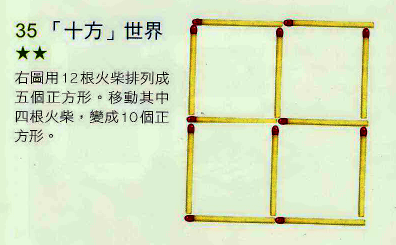 35「十方」世界
★★
右圖用12根火柴排列成
五個正方形。移動其中
四根火柴，變成10個正
方形。